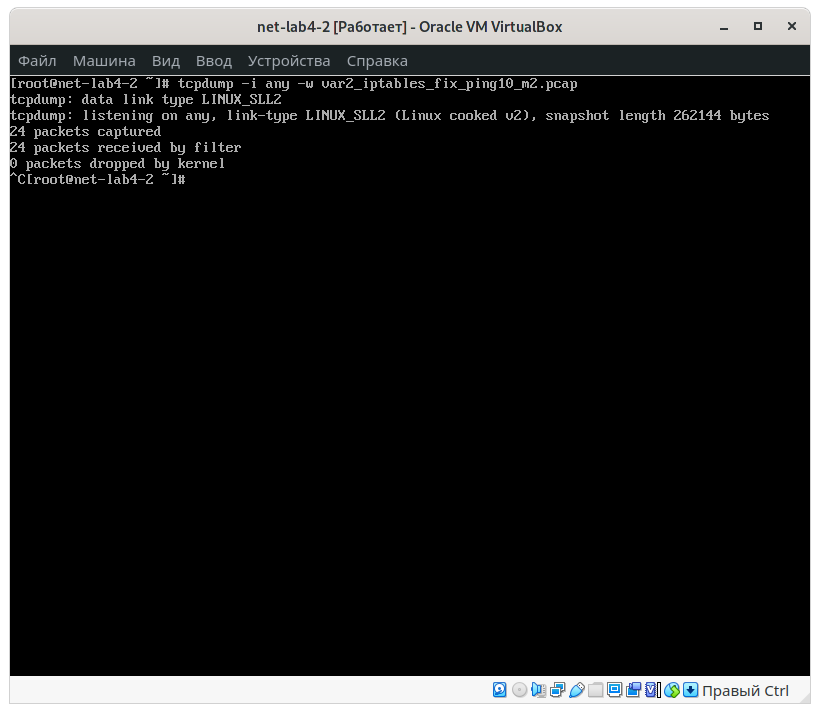 net-lab4-2 [Работает] - Oracle VM VirtualBox
Файл Машина Вид Ввод Устройства Справка
[root@net-lab4-2 ~]# tcpdump -i any -w var2_iptables_fix_ping10_m2.pcap
tcpdump: data link type LINUX_SLL2
tcpdump: listening on any, link-type LINUX_SLL2 (Linux cooked v2), snapshot length 262144 bytes
24 packets captured
24 packets received by filter
0 packets dropped by kernel
^C[root@net-lab4-2 ~]#
Правый Ctrl